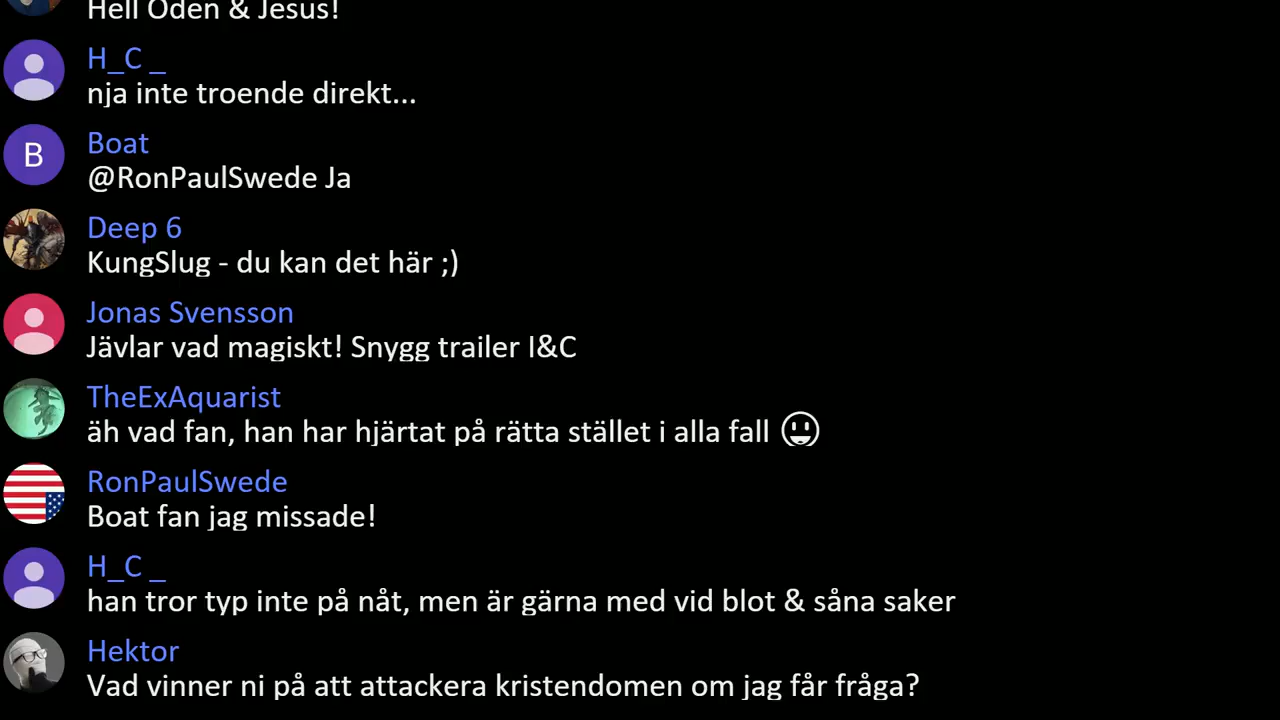 Hell Oden & Jesus!
H_C _
nja inte troende direkt...
B
Boat
@RonPaulSwede Ja
Deep 6
KungSlug - du kan det här ;)
Jonas Svensson
Jävlar vad magiskt! Snygg trailer I&C
TheExAquarist
äh vad fan, han har hjärtat på rätta stället i alla fall 😃
RonPaulSwede
Boat fan jag missade!
H_C _
han tror typ inte på nåt, men är gärna med vid blot & såna saker
Hektor
Vad vinner ni på att attackera kristendomen om jag får fråga?